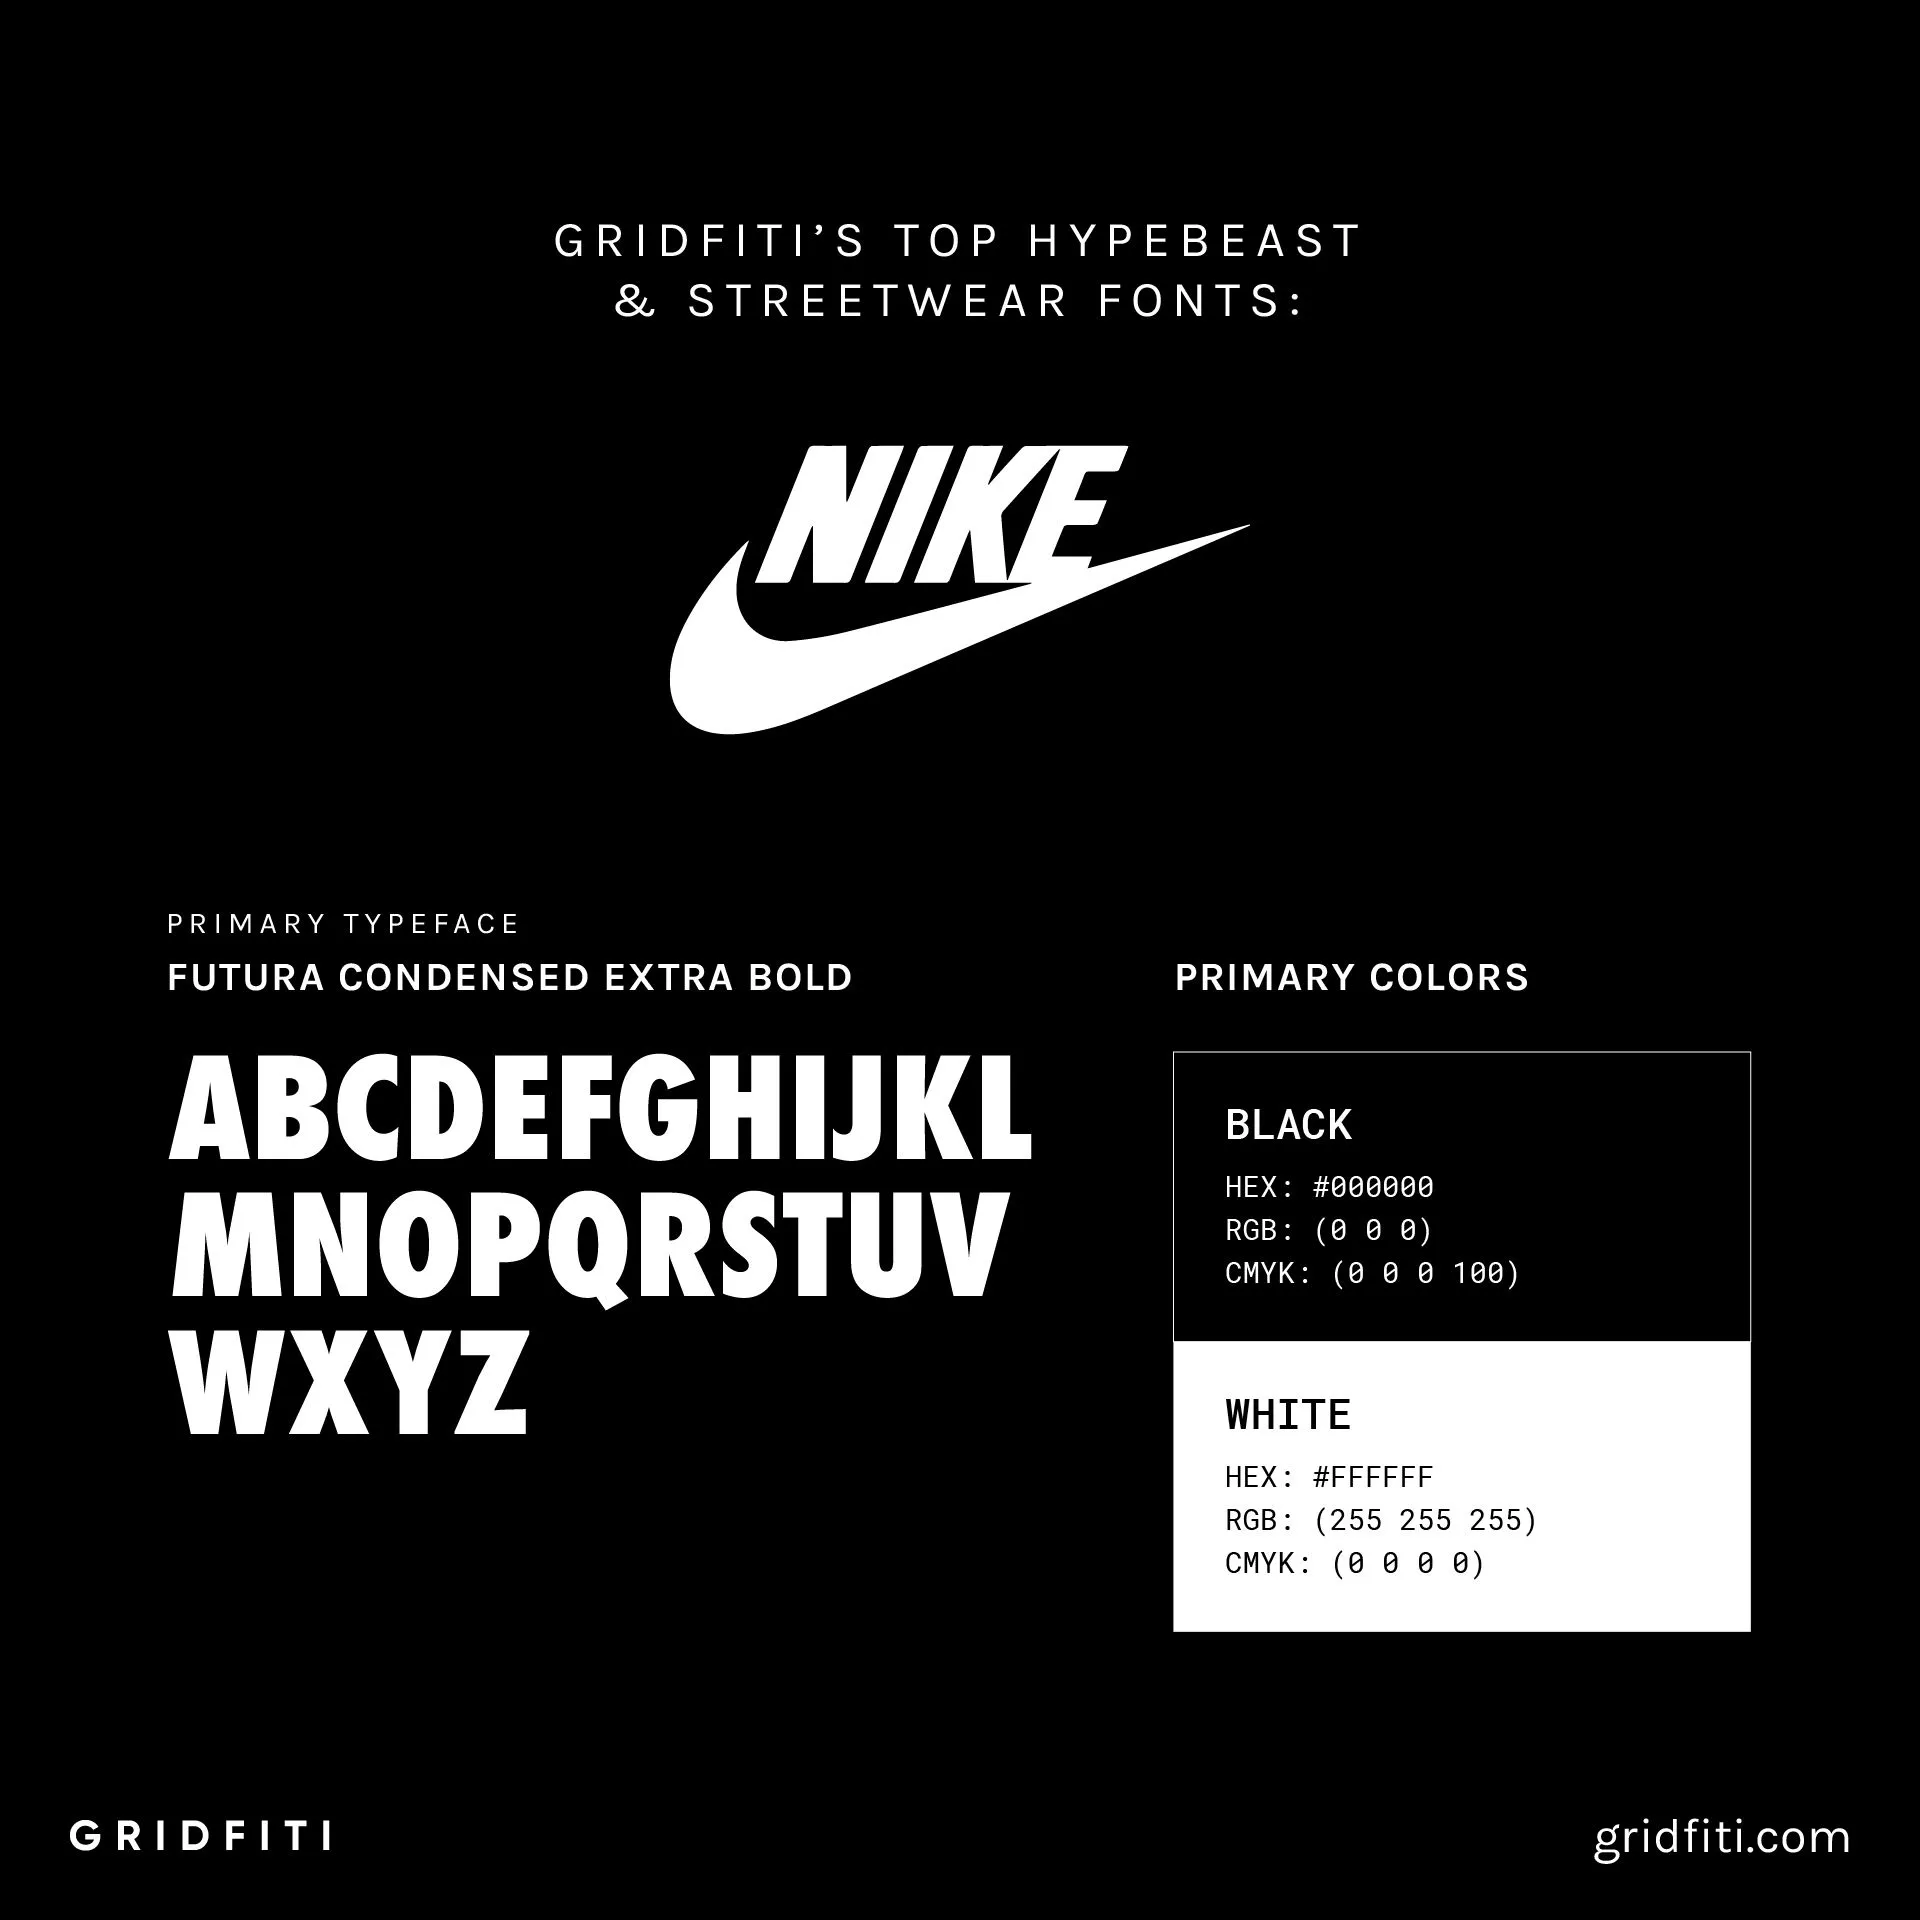 GRIDFITI’S TOP HYPEBEAST
& STREETWEAR FONTS:
NIKE
PRIMARY TYPEFACE
FUTURA CONDENSED EXTRA BOLD
ABCDEFGHIJKL
MNOPQRSTUV
WXYZ
PRIMARY COLORS
BLACK
HEX: #000000
RGB: (0 0 0)
CMYK: (0 0 0 100)
WHITE
HEX: #FFFFFF
RGB: (255 255 255)
CMYK: (0 0 0 0)
GRIDFITI
gridfiti.com